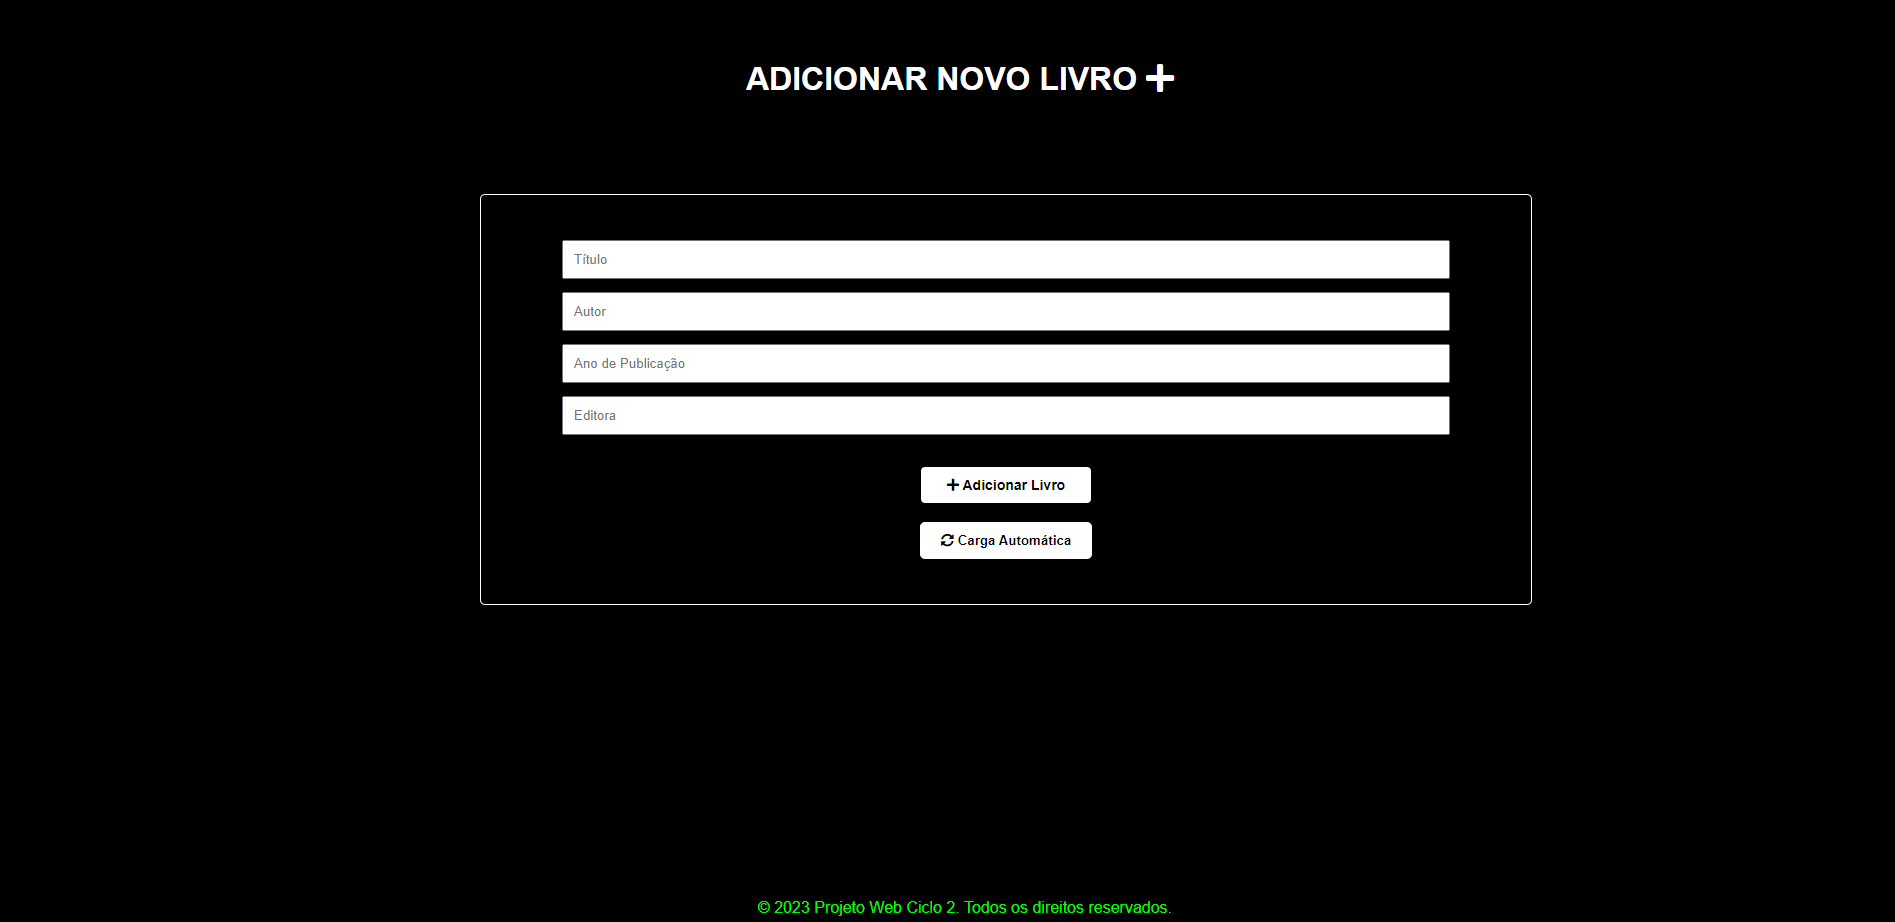 ADICIONAR NOVO LIVRO
Título
Autor
Ano de Publicação
Editora
Adicionar Livro
Carga Automática
© 2023 Projeto Web Ciclo 2. Todos os direitos reservados.